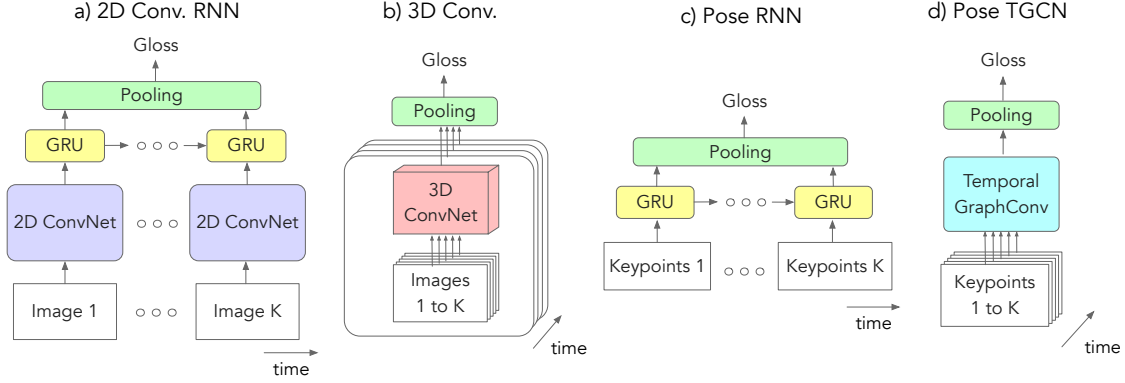 a) 2D Conv. RNN
Gloss
Pooling
GRU
GRU
2D ConvNet
2D ConvNet
Image 1
Image K
time
b) 3D Conv.
Gloss
Pooling
3D
ConvNet
Images
1 to K
time
c) Pose RNN
Gloss
Pooling
GRU
GRU
Keypoints 1
Keypoints K
time
d) Pose TGCN
Gloss
Pooling
Temporal
GraphConv
Keypoints
1 to K
time